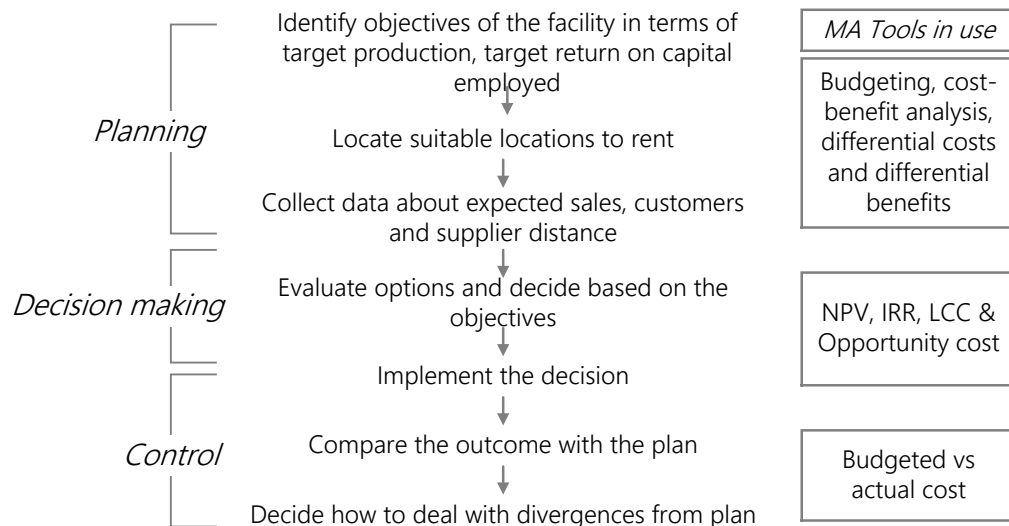 Identify objectives of the facility in terms of
target production, target return on capital
employed
MA Tools in use
Planning
Budgeting, cost-
benefit analysis,
differential costs
and differential
benefits
Locate suitable locations to rent
Collect data about expected sales, customers
and supplier distance
Decision making
Evaluate options and decide based on the
objectives
NPV, IRR, LCC &
Opportunity cost
Implement the decision
Control
Compare the outcome with the plan
Budgeted vs
actual cost
Decide how to deal with divergences from plan